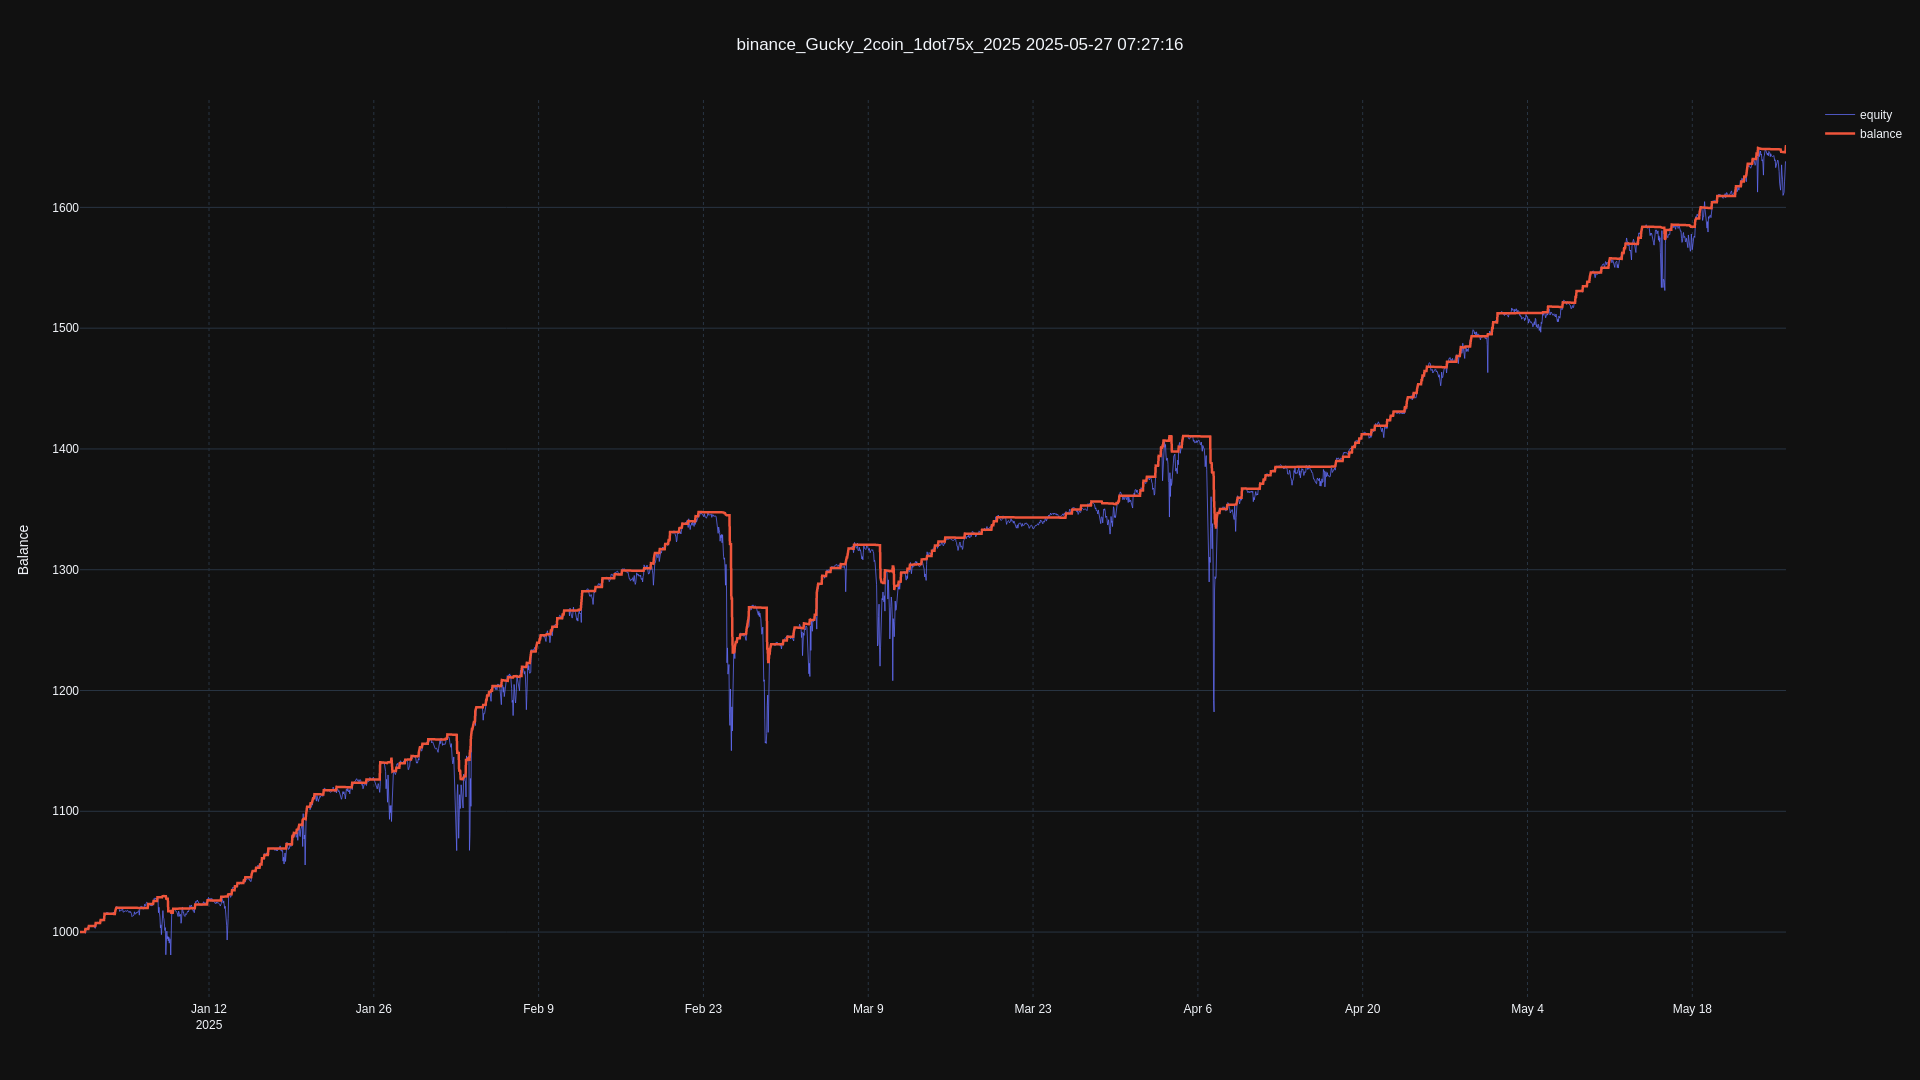 binance_Gucky_2coin_1dot75x_2025 2025-05-27 07:27:16
equity
balance
Balance
1600
1500
1400
1300
1200
1100
1000
Jan 12
2025
Jan 26
Feb 9
Feb 23
Mar 9
Mar 23
Apr 6
Apr 20
May 4
May 18